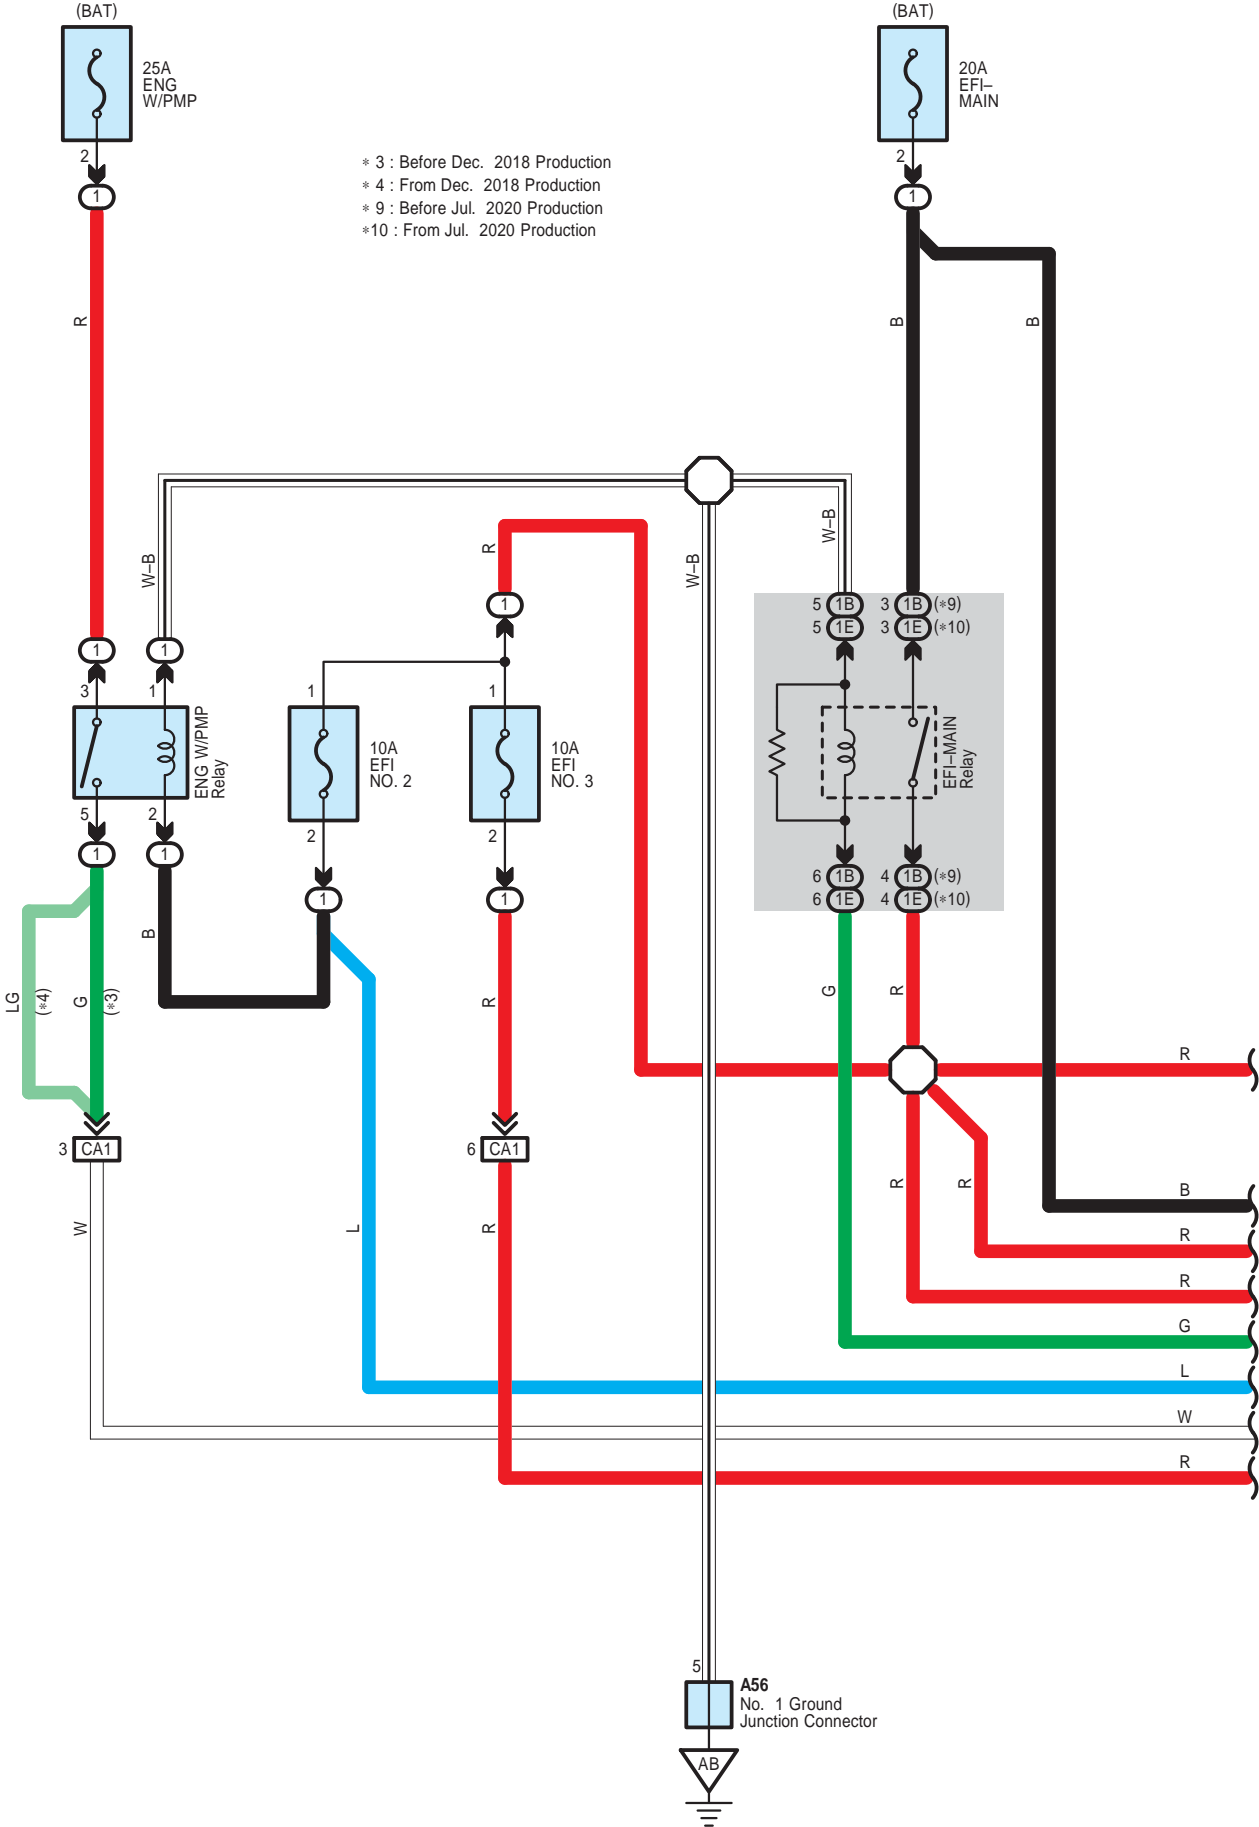 (BAT)
(BAT)
25A
ENG
W/PMP
20A
EFI–
MAIN
2
2
∗ 3 : Before Dec. 2018 Production
∗ 4 : From Dec. 2018 Production
∗ 9 : Before Jul. 2020 Production
∗10 : From Jul. 2020 Production
1
1
R
B
B
W–B
R
W–B
W–B
1
5 1B 3 1B (∗9)
5 1E 3 1E (∗10)
1
1
3
1
1
1
ENG W/PMP
Relay
10A
EFI
NO. 2
10A
EFI
NO. 3
EFI–MAIN
Relay
5
2
2
2
1
1
6 1B 4 1B (∗9)
6 1E 4 1E (∗10)
1
1
LG
(∗4)
G
(∗3)
B
R
G
R
R
3 CA1
6 CA1
R
R
B
W
L
R
R
R
G
L
W
R
5
A56
No. 1 Ground
Junction Connector
AB